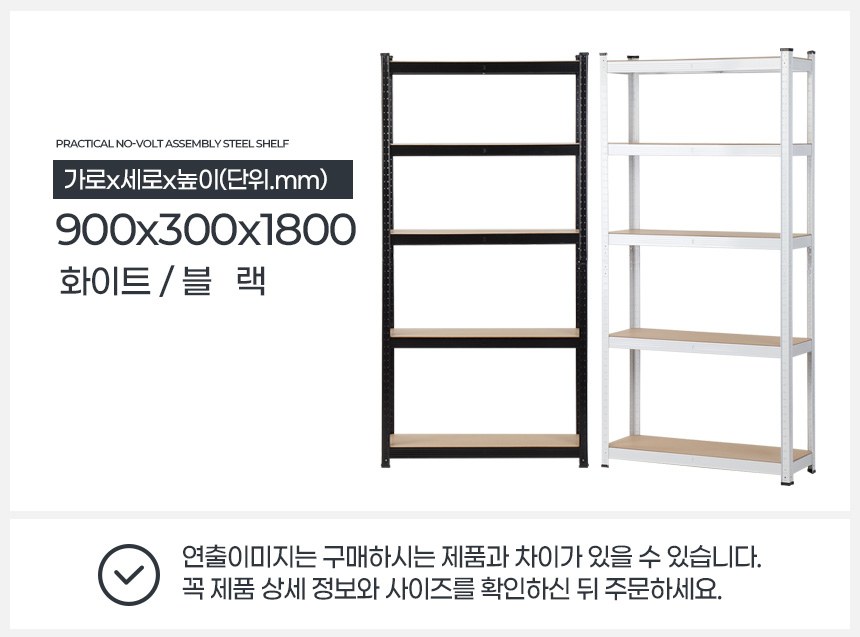 PRACTICAL NO-VOLT ASSEMBLY STEEL SHELF
가로x세로x높이(단위.mm)
900x300x1800
화이트 / 블 랙
연출이미지는 구매하시는 제품과 차이가 있을 수 있습니다.
꼭 제품 상세 정보와 사이즈를 확인하신 뒤 주문하세요.